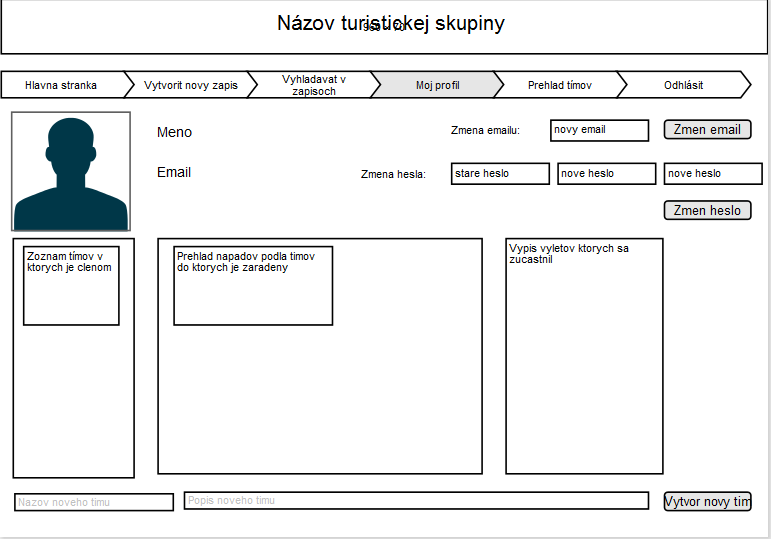 Názov turistickej skupiny
Hlavna stranka
Vytvorit novy zapis
Vyhladavat v
zapisoch
Moj profil
Prehlad tímov
Odhlásit
Meno
Zmena emailu:
novy email
Zmen email
Email
Zmena hesla:
stare heslo
nove heslo
nove heslo
Zmen heslo
Zoznam tímov v
ktorych je clenom
Prehlad napadov podla timov
do ktorych je zaradeny
Vypis vyletov ktorych sa
zucastnil
Nazov noveho timu
Popis noveho timu
Vytvor novy tim